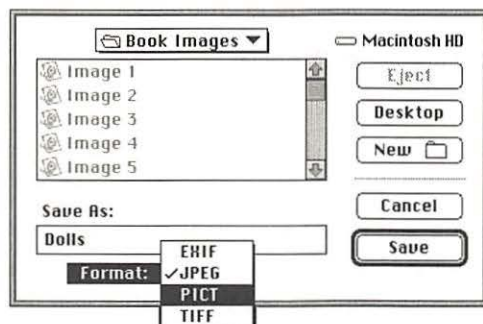 Book Images
Macintosh HD
Image 1
Image 2
Image 3
Image 4
Image 5
Eject
Desktop
New
Save As:
Dolls
Cancel
Save
Format:
EXIF
✓JPEG
PICT
TIFF